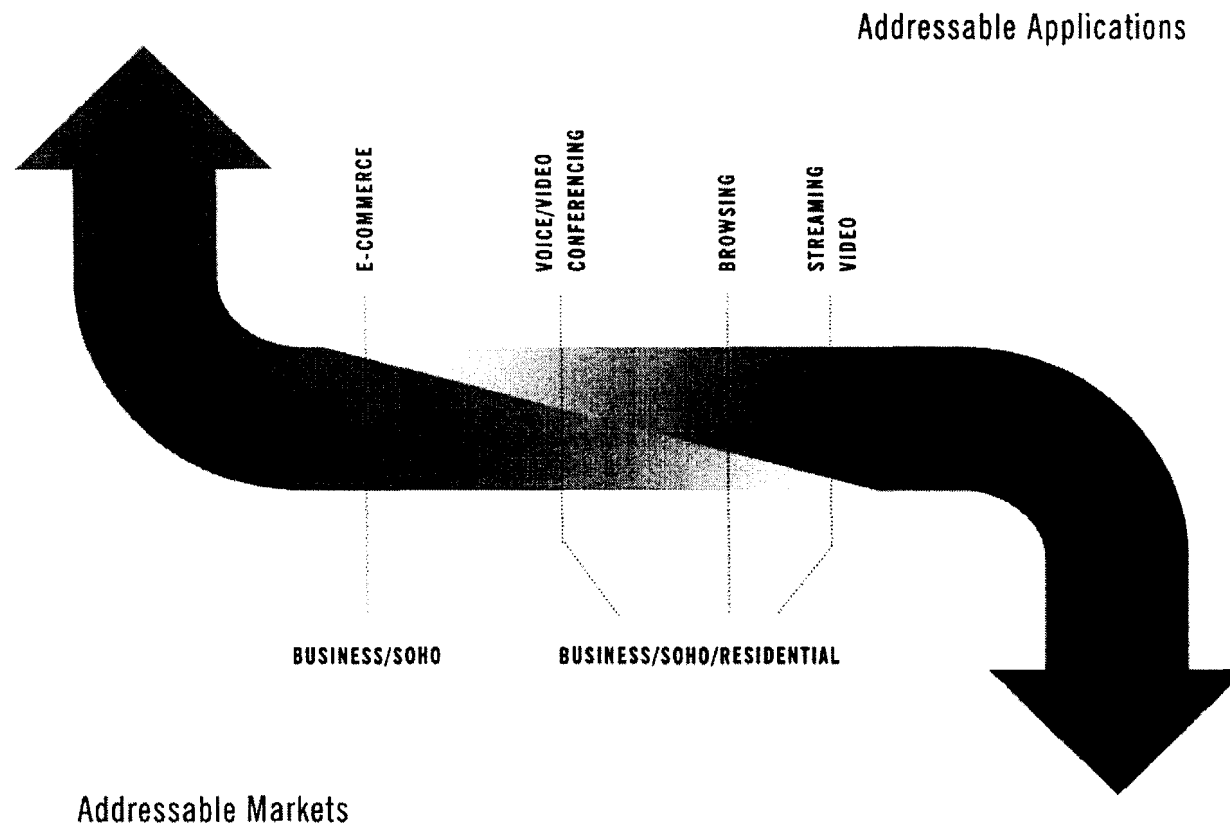 Addressable Applications
E-COMMERCE
VOICE/VIDEO
CONFERENCING
BROWSING
STREAMING
VIDEO
BUSINESS/SOHO
BUSINESS/SOHO/RESIDENTIAL
Addressable Markets